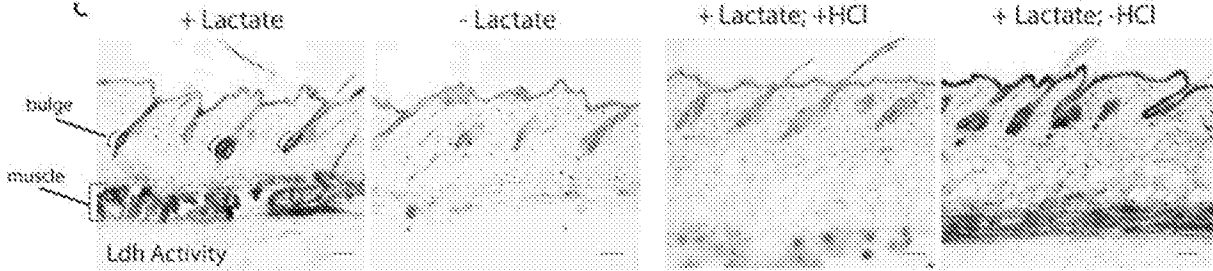 + Lactate
- Lactate
+ Lactate; +HCl
+ Lactate; -HCl
bulge
muscle
Ldh Activity